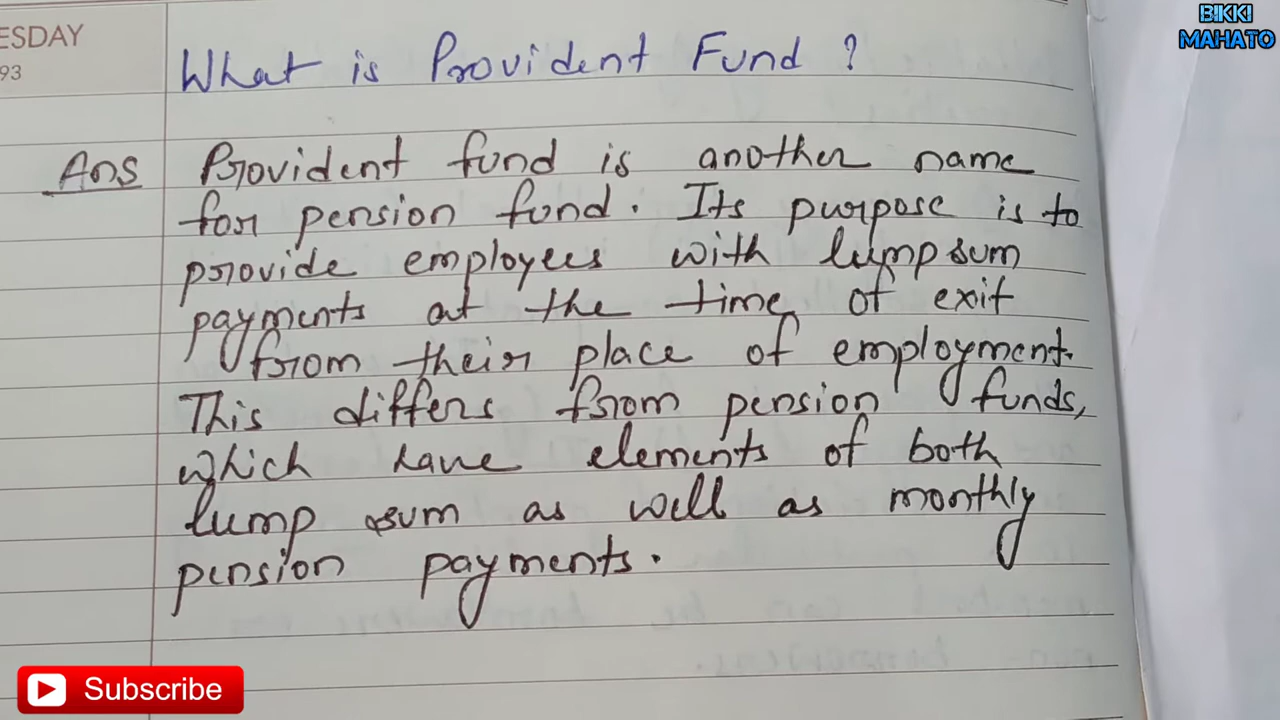 ESDAY
93
BIKKI
MAHATO
What is Provident Fund ?
Ans Provident fund is another name
for pension fund. Its purpose is to
provide employees with lump sum
payments at the time of exit
from their place of employment.
This differs from pension funds,
which have elements of both
lump sum as well as monthly
pension payments.
Subscribe